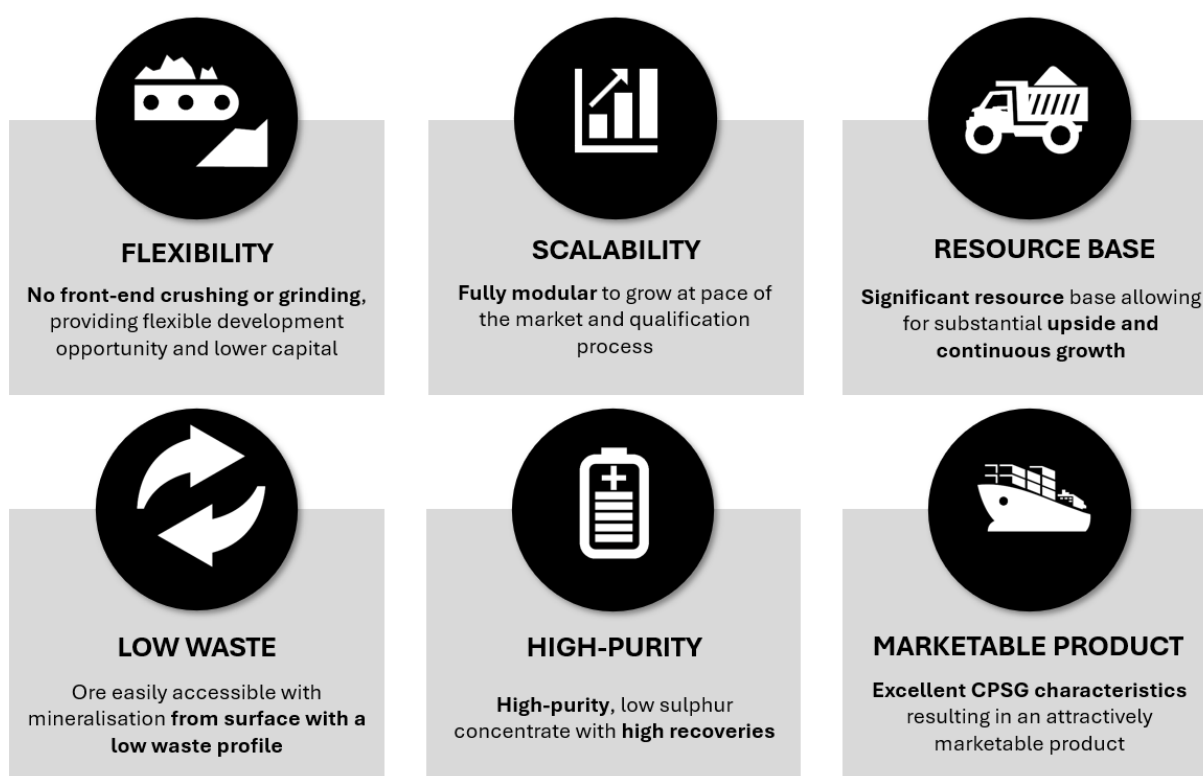 FLEXIBILITY
No front-end crushing or grinding,
providing flexible development
opportunity and lower capital
SCALABILITY
Fully modular to grow at pace of
the market and qualification
process
RESOURCE BASE
Significant resource base allowing
for substantial upside and
continuous growth
LOW WASTE
Ore easily accessible with
mineralisation from surface with a
low waste profile
HIGH-PURITY
High-purity, low sulphur
concentrate with high recoveries
MARKETABLE PRODUCT
Excellent CPSG characteristics
resulting in an attractively
marketable product